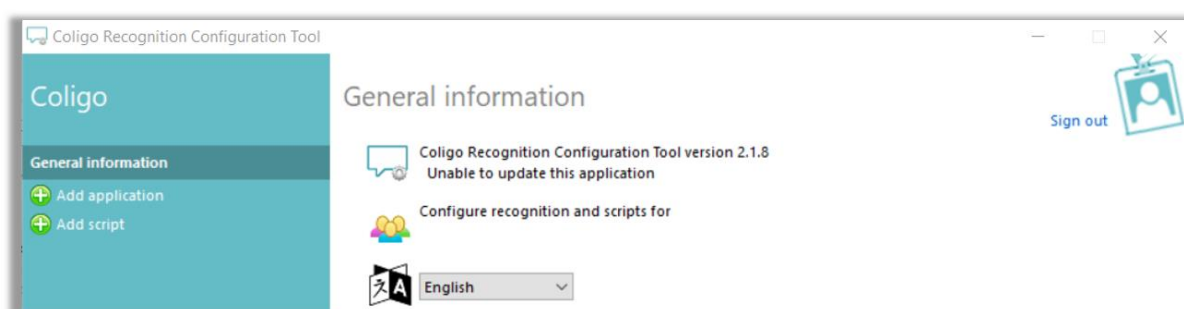 Coligo Recognition Configuration Tool
Coligo
General information
Add application
Add script
General information
Sign out
Coligo Recognition Configuration Tool version 2.1.8
Unable to update this application
Configure recognition and scripts for
English